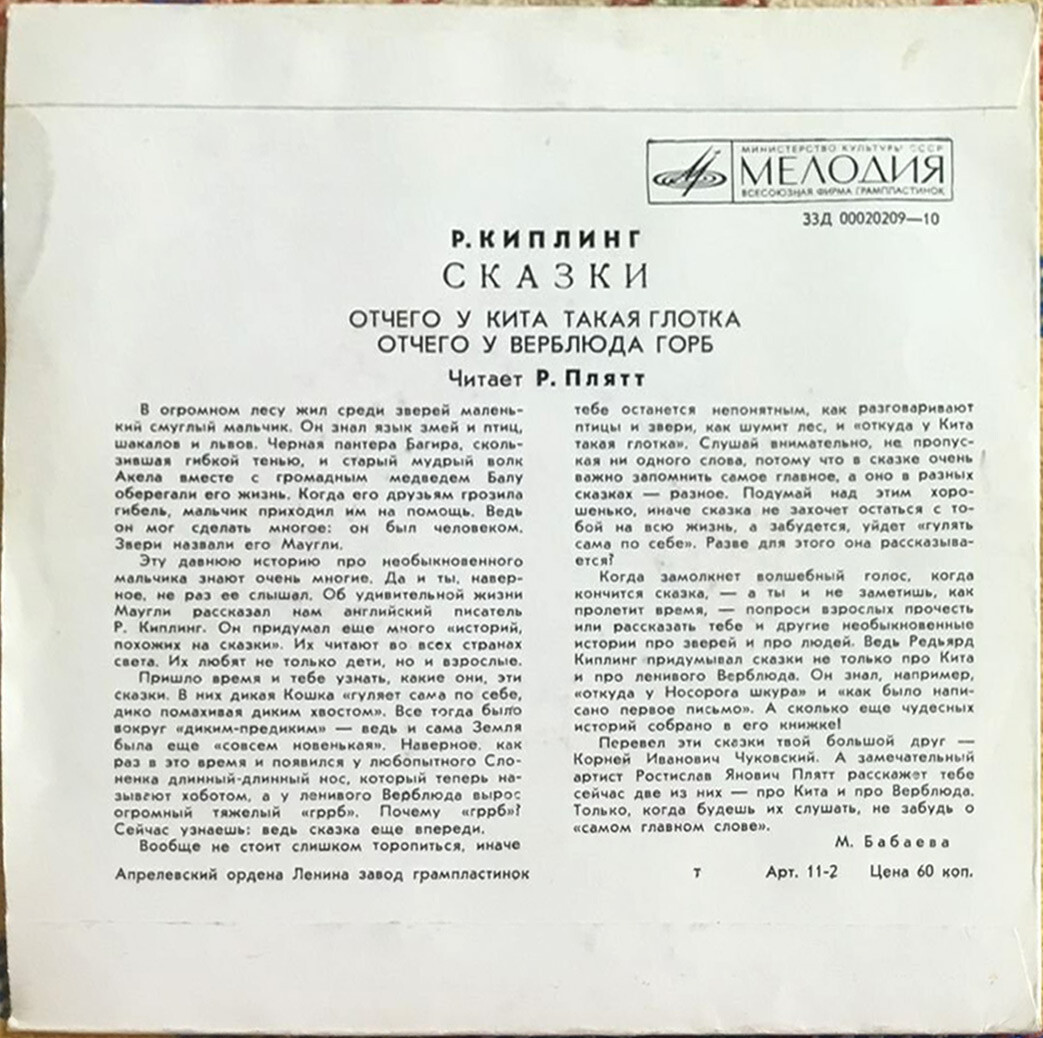 МИНИСТЕРСТВО КУЛЬТУРЫ СССР
МЕЛОДИЯ
ВСЕСОЮЗНАЯ ФИРМА ГРАМПЛАСТИНОК
33Д 00020209—10
Р. КИПЛИНГ
СКАЗКИ
ОТЧЕГО У КИТА ТАКАЯ ГЛОТКА
ОТЧЕГО У ВЕРБЛЮДА ГОРБ
Читает Р. Плятт
В огромном лесу жил среди зверей малень-
кий смуглый мальчик. Он знал язык змей и птиц,
шакалов и львов. Черная пантера Багира, сколь-
зившая гибкой тенью, и старый мудрый волк
Акела вместе с громадным медведем Балу
оберегали его жизнь. Когда его друзьям грозила
гибель, мальчик приходил им на помощь. Ведь
он мог сделать многое: он был человеком.
Звери назвали его Маугли.
Эту давнюю историю про необыкновенного
мальчика знают очень многие. Да и ты, навер-
ное, не раз ее слышал. Об удивительной жизни
Маугли рассказал нам английский писатель
Р. Киплинг. Он придумал еще много «историй,
похожих на сказки». Их читают во всех странах
света. Их любят не только дети, но и взрослые.
Пришло время и тебе узнать, какие они, эти
сказки. В них дикая Кошка «гуляет сама по себе,
дико помахивая диким хвостом». Все тогда было
вокруг «диким-предиким» — ведь и сама Земля
была еще «совсем новенькая». Наверное, как
раз в это время и появился у любопытного Сло-
ненка длинный-длинный нос, который теперь на-
зывают хоботом, а у ленивого Верблюда вырос
огромный тяжелый «гррб». Почему «гррб»?
Сейчас узнаешь: ведь сказка еще впереди.
Вообще не стоит слишком торопиться, иначе
тебе останется непонятным, как разговаривают
птицы и звери, как шумит лес, и «откуда у Кита
такая глотка». Слушай внимательно, не пропус-
кая ни одного слова, потому что в сказке очень
важно запомнить самое главное, а оно в разных
сказках — разное. Подумай над этим хоро-
шенько, иначе сказка не захочет остаться с то-
бой на всю жизнь, а забудется, уйдет «гулять
сама по себе». Разве для этого она рассказыва-
ется?
Когда замолкнет волшебный голос, когда
кончится сказка, — а ты и не заметишь, как
пролетит время, — попроси взрослых прочесть
или рассказать тебе и другие необыкновенные
истории про зверей и про людей. Ведь Редьярд
Киплинг придумывал сказки не только про Кита
и про ленивого Верблюда. Он знал, например,
«откуда у Носорога шкура» и «как было напи-
сано первое письмо». А сколько еще чудесных
историй собрано в его книжке!
Перевел эти сказки твой большой друг —
Корней Иванович Чуковский. А замечательный
артист Ростислав Янович Плятт расскажет тебе
сейчас две из них — про Кита и про Верблюда.
Только, когда будешь их слушать, не забудь о
«самом главном слове».
М. Бабаева
Апрелевский ордена Ленина завод грампластинок
т Арт. 11-2 Цена 60 коп.